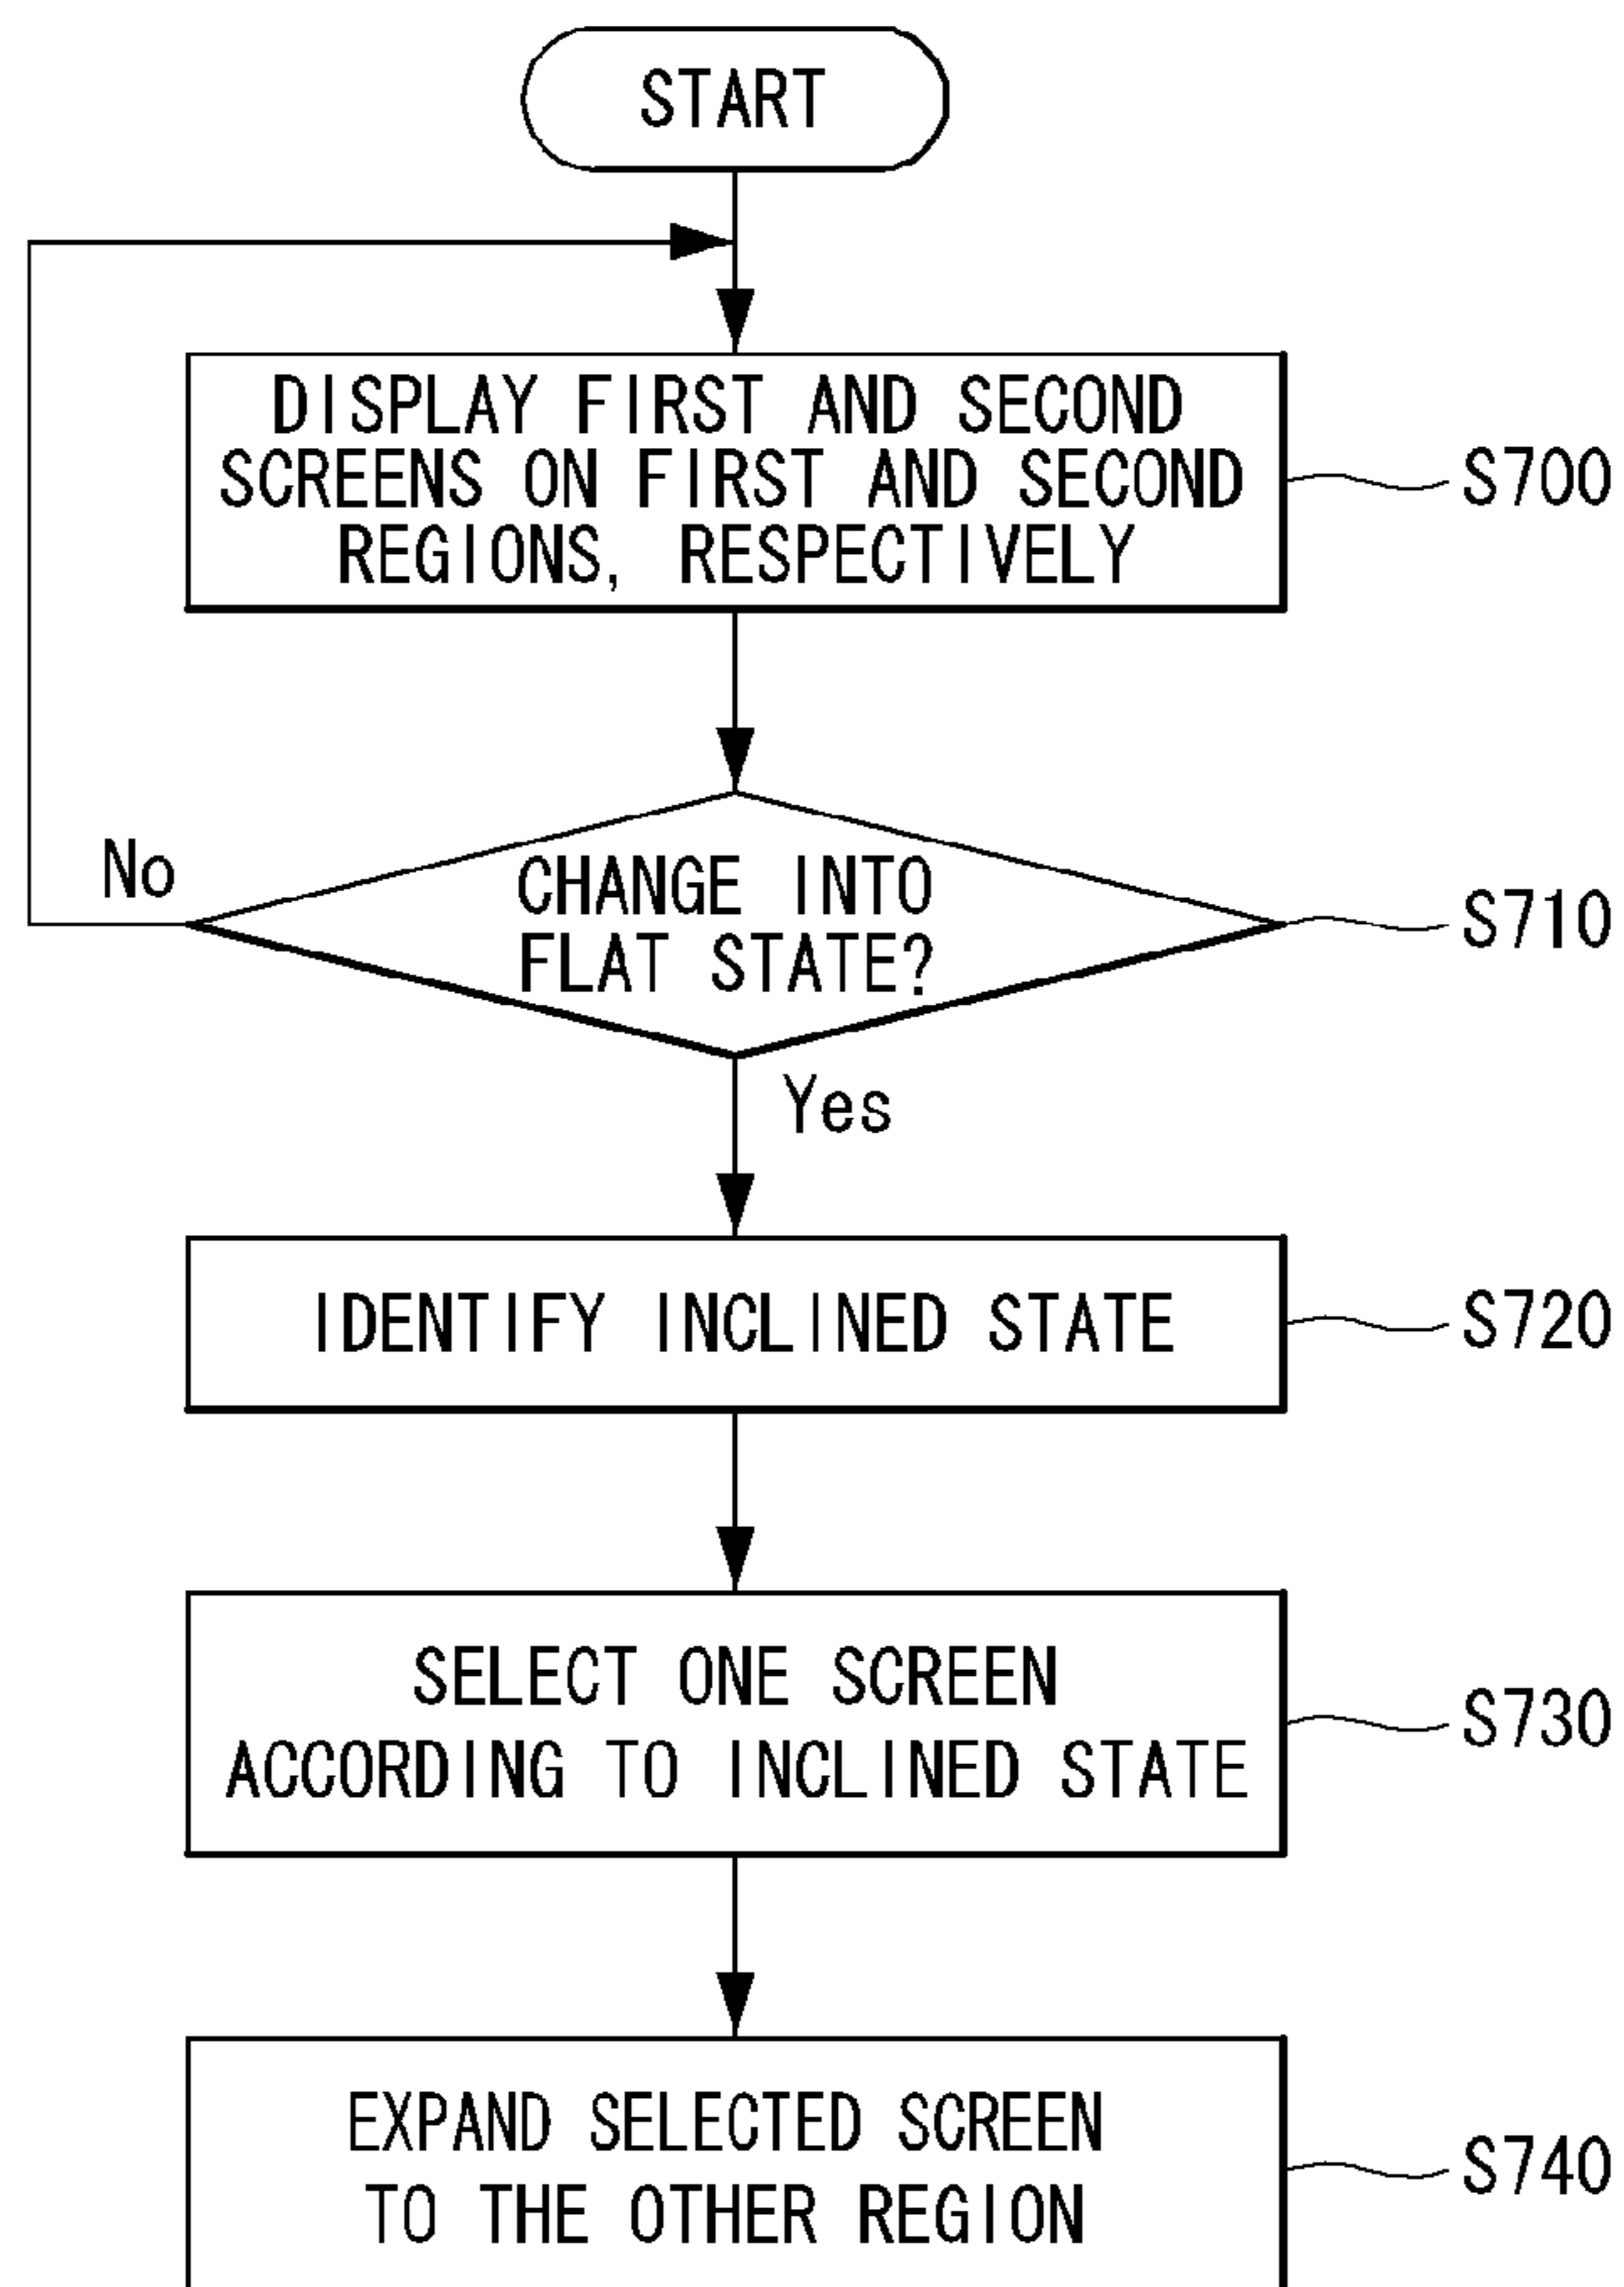 START
DISPLAY FIRST AND SECOND
SCREENS ON FIRST AND SECOND
REGIONS, RESPECTIVELY
S700
No
CHANGE INTO
FLAT STATE?
S710
Yes
IDENTIFY INCLINED STATE
S720
SELECT ONE SCREEN
ACCORDING TO INCLINED STATE
S730
EXPAND SELECTED SCREEN
TO THE OTHER REGION
S740